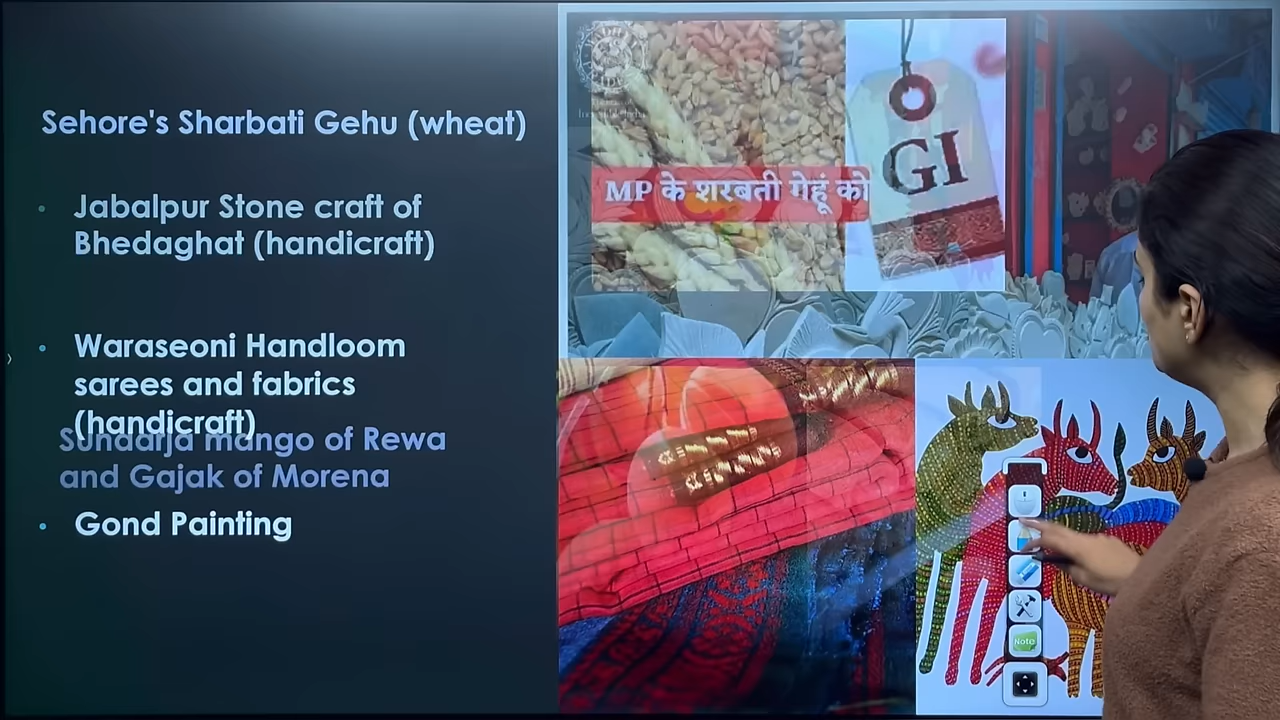 Sehore's Sharbati Gehu (wheat)
Jabalpur Stone craft of
Bhedaghat (handicraft)
Waraseoni Handloom
sarees and fabrics
(handicraft)
Sundarja mango of Rewa
and Gajak of Morena
Gond Painting
MP के शरबती गेहूं को
GI
Note